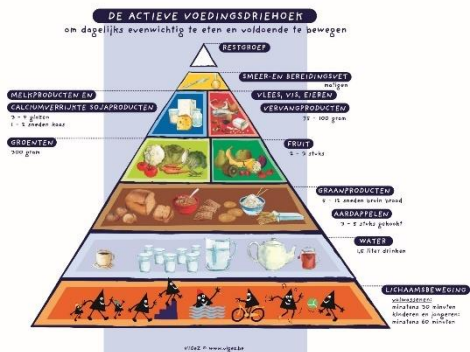 DE ACTIEVE VOEDINGSDRIEHOEK
om dagelijks evenwichtig te eten en voldoende te bewegen
RESTGROEP
SMEER-EN BEREIDINGSVET
matigen
MELKPRODUCTEN EN
CALCIUMVERRIJKTE SOJAPRODUCTEN
3 - 4 glazen
1 - 2 sneden kaas
VLEES, VIS, EIEREN
VERVANGPRODUCTEN
75 - 100 gram
GROENTEN
300 gram
FRUIT
2 - 3 stuks
GRAANPRODUCTEN
5 - 12 sneden bruin brood
AARDAPPELEN
3 - 5 stuks gekookt
WATER
1,5 liter drinken
LICHAAMSBEWEGING
volwassenen:
minstens 30 minuten
kinderen en jongeren:
minstens 60 minuten
www.vigez.be